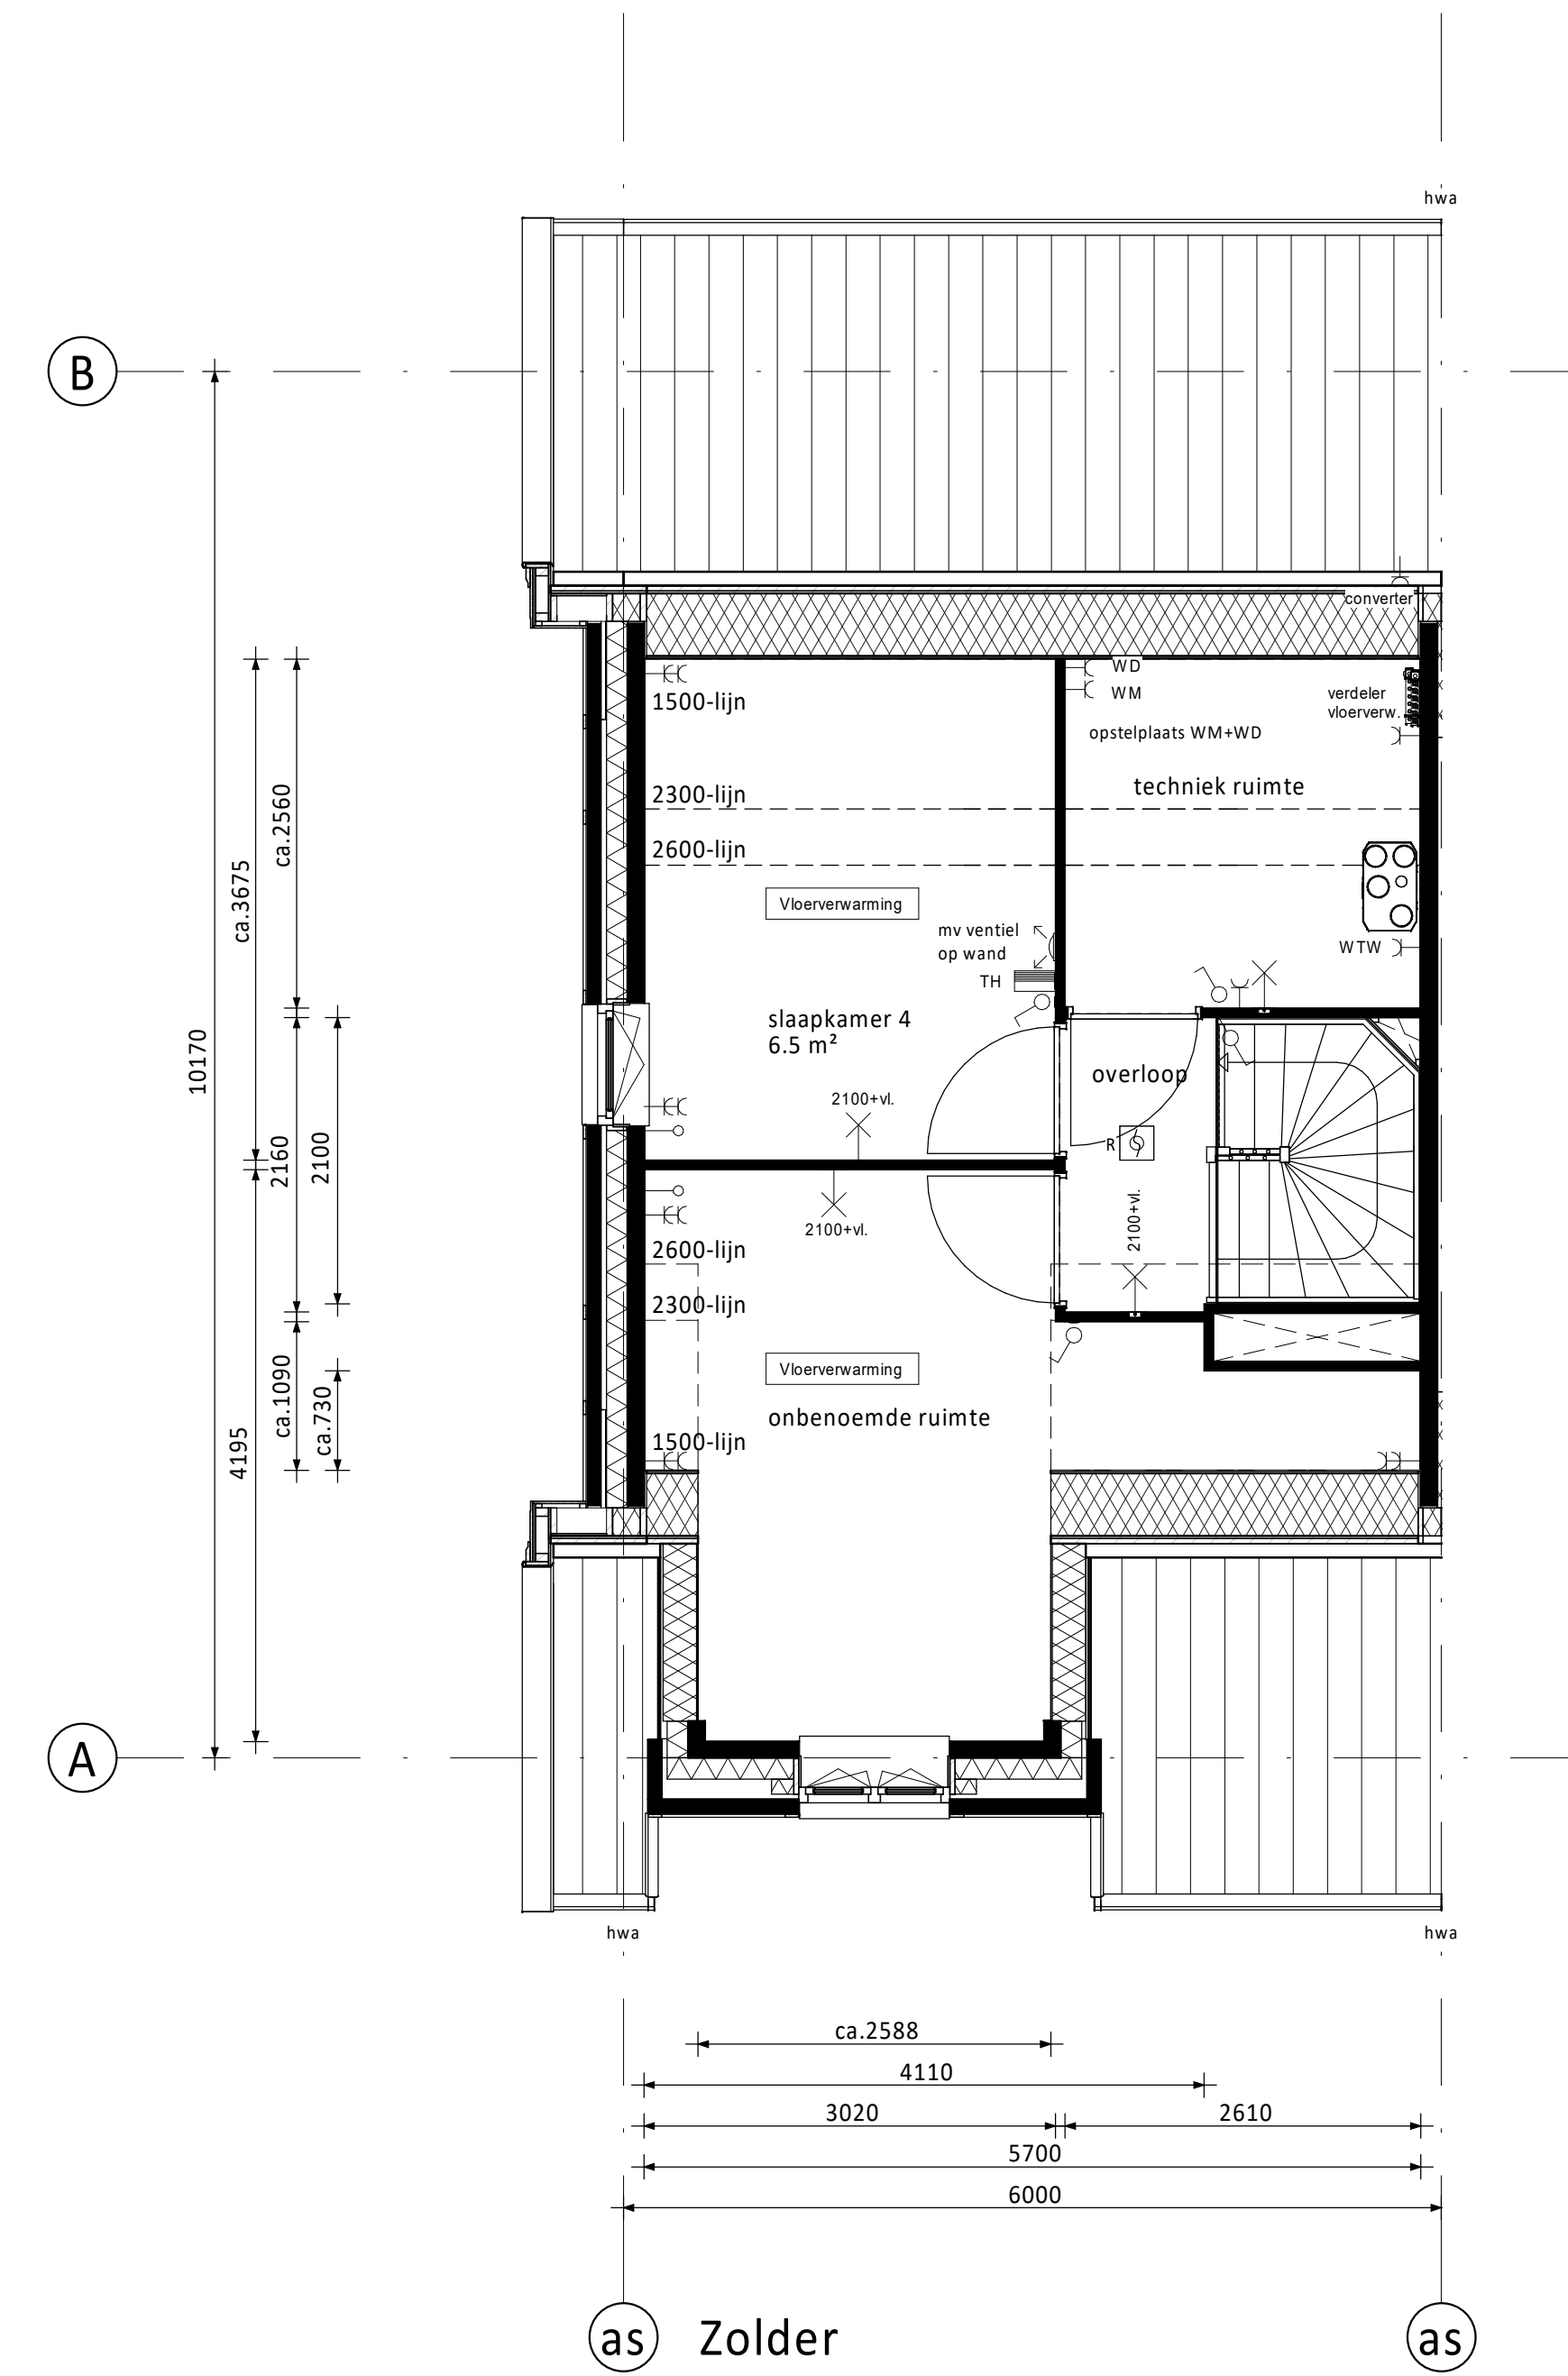 hwa
B
converter
WD
WM
1500-lijn
verdeler
vloerverw.
opstelplaats WM+WD
techniek ruimte
2300-lijn
2600-lijn
Vloerverwarming
mv ventiel
op wand
TH
WTW
slaapkamer 4
6.5 m²
overloop
2100+vl.
R
2100+vl.
2100+vl.
2600-lijn
2300-lijn
Vloerverwarming
onbenoemde ruimte
1500-lijn
10170
ca.3675
4195
ca.2560
2160
ca.1090
2100
ca.730
A
hwa
hwa
ca.2588
4110
3020
2610
5700
6000
as
Zolder
as